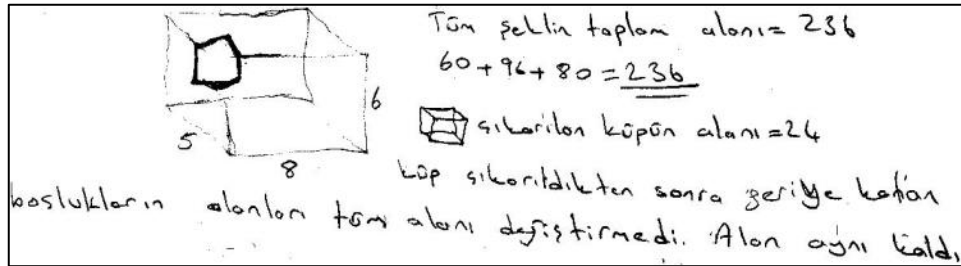 Tüm şeklin toplam alanı= 236
60+96+80=236
6
çıkarılan küpün alanı=24
5
8
küp çıkarıldıktan sonra geriye kalan
boşlukların alanları tüm alanı değiştirmedi. Alan aynı kaldı